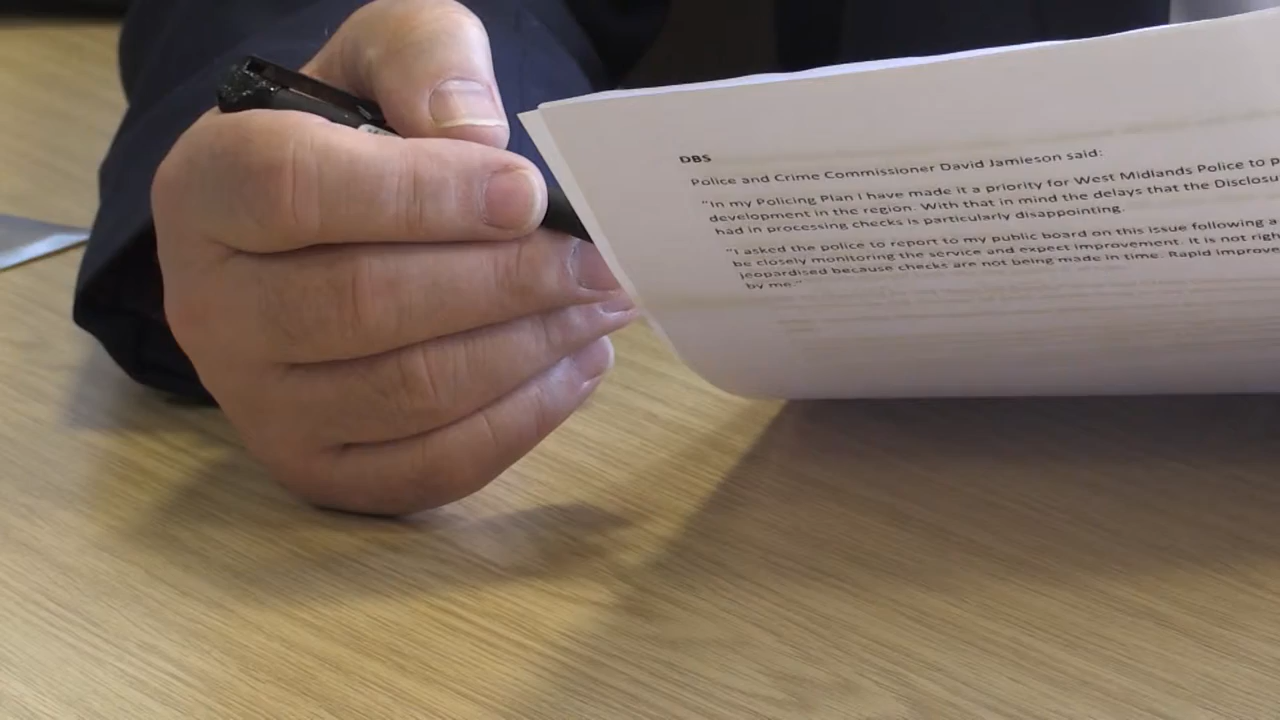 DBS
Police and Crime Commissioner David Jamieson said:
"In my Policing Plan I have made it a priority for West Midlands Police to p
development in the region. With that in mind the delays that the Disclosu
had in processing checks is particularly disappointing.
"I asked the police to report to my public board on this issue following a
be closely monitoring the service and expect improvement. It is not righ
jeopardised because checks are not being made in time. Rapid improve
by me."